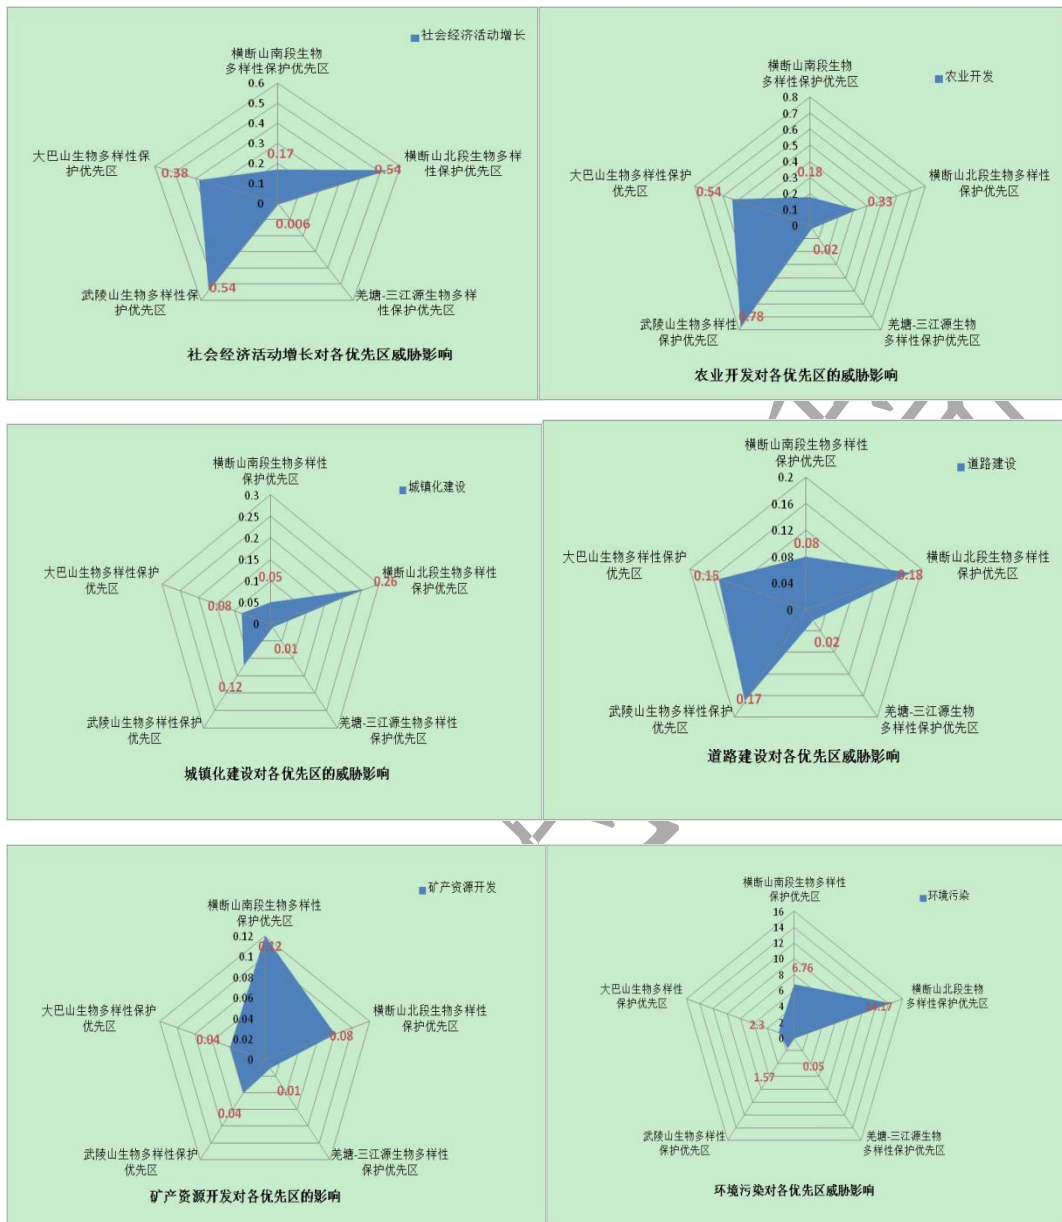 社会经济活动增长
横断山南段生物
多样性保护优先区
0.6
0.5
0.4
0.3
0.2
0.1
0
0.17
横断山北段生物多样
性保护优先区
0.54
大巴山生物多样性保
护优先区
0.38
0.006
武陵山生物多样性保
护优先区
0.54
羌塘-三江源生物多样
性保护优先区
社会经济活动增长对各优先区威胁影响
农业开发
横断山南段生物
多样性保护优先区
0.8
0.7
0.6
0.5
0.4
0.3
0.2
0.1
0
0.18
横断山北段生物多样性
保护优先区
0.33
大巴山生物多样性保护
优先区
0.54
0.02
武陵山生物多样性
保护优先区
0.78
羌塘-三江源生物
多样性保护优先区
农业开发对各优先区的威胁影响
城镇化建设
横断山南段生物多样性
保护优先区
0.3
0.25
0.2
0.15
0.1
0.05
0
0.05
横断山北段生物多样性
保护优先区
0.26
大巴山生物多样性保护
优先区
0.08
0.01
武陵山生物多样性保护
优先区
0.12
羌塘-三江源生物多样性
保护优先区
城镇化建设对各优先区的威胁影响
道路建设
横断山南段生物多样性
保护优先区
0.2
0.16
0.12
0.08
0.04
0
0.08
横断山北段生物多样性
保护优先区
0.18
大巴山生物多样性保护
优先区
0.15
0.02
武陵山生物多样性保护
优先区
0.17
羌塘-三江源生物
多样性保护优先区
道路建设对各优先区威胁影响
矿产资源开发
横断山南段生物多样性
保护优先区
0.12
0.1
0.08
0.06
0.04
0.02
0
0.12
横断山北段生物多样性
保护优先区
0.08
大巴山生物多样性保护
优先区
0.04
0.01
武陵山生物多样性保护
优先区
0.04
羌塘-三江源生物多样性
保护优先区
矿产资源开发对各优先区的影响
环境污染
横断山南段生物多样性
保护优先区
16
14
12
10
8
6
4
2
0
6.76
横断山北段生物
多样性保护优先区
14.17
大巴山生物多样性
保护优先区
2.3
0.05
武陵山生物多样性
保护优先区
1.57
羌塘-三江源生物
多样性保护优先区
环境污染对各优先区威胁影响